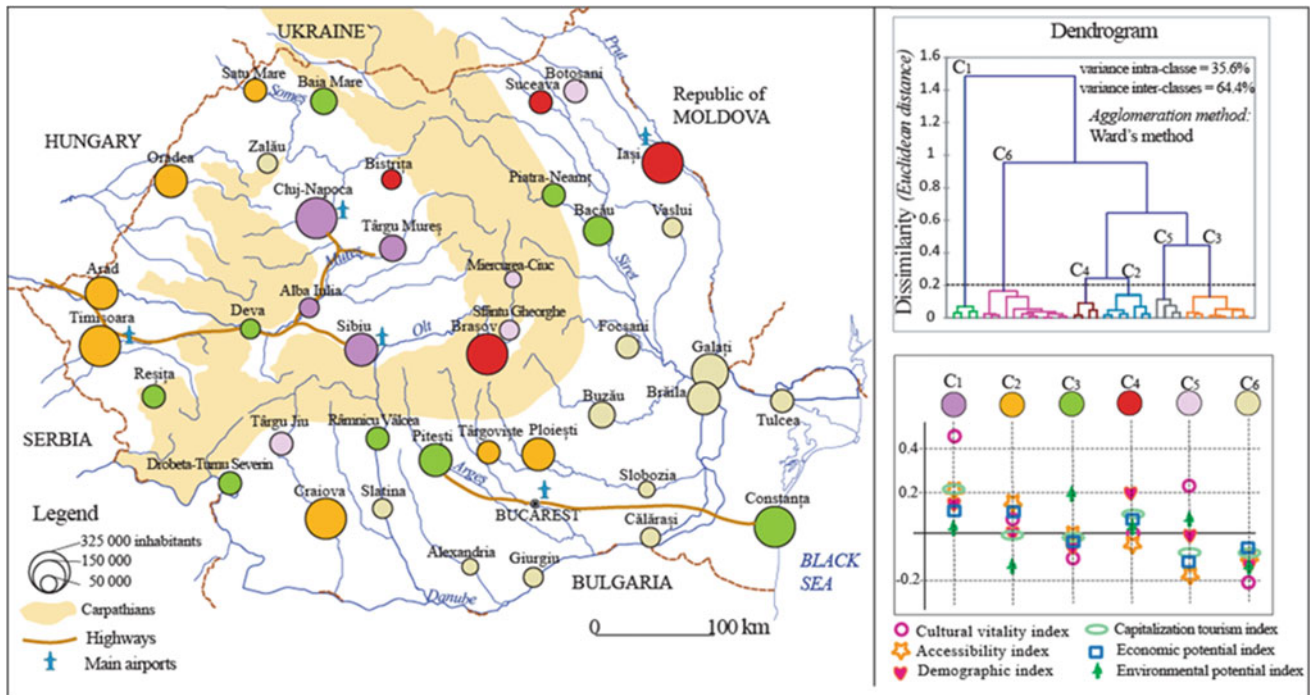 UKRAINE
Prut
Satu Mare
Baia Mare
Someș
Suceava
Botoșani
Republic of
MOLDOVA
HUNGARY
Zalău
Oradea
Bistrița
Iași
Cluj-Napoca
Piatra-Neamț
Târgu Mureș
Bacău
Vaslui
Mureș
Siret
Miercurea-Ciuc
Arad
Alba Iulia
Deva
Sfântu Gheorghe
Timișoara
Sibiu
Olt
Brașov
Focșani
Galați
Reșița
Buzău
Brăila
Târgu Jiu
Râmnicu Vâlcea
Tulcea
SERBIA
Pitești
Târgoviște
Ploiești
Drobeta-Turnu Severin
Argeș
Slobozia
Craiova
Slatina
BUCAREST
Constanța
Călărași
Alexandria
Giurgiu
BULGARIA
BLACK
SEA
Danube
Legend
325 000 inhabitants
150 000
50 000
Carpathians
Highways
Main airports
0 100 km
Dendrogram
Dissimilarity (Euclidean distance)
1.6
1.4
1.2
1
0.8
0.6
0.4
0.2
0
C1
variance intra-classe = 35.6%
variance inter-classes = 64.4%
Agglomeration method:
Ward's method
C6
C5
C3
C4
C2
C1 C2 C3 C4 C5 C6
0.4
0.2
0
-0.2
Cultural vitality index
Accessibility index
Demographic index
Capitalization tourism index
Economic potential index
Environmental potential index